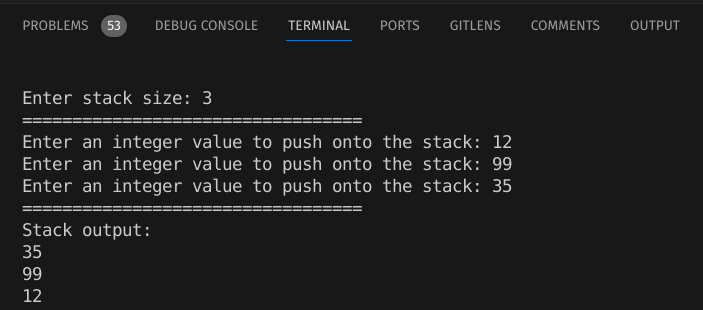 PROBLEMS 53 DEBUG CONSOLE TERMINAL PORTS GITLENS COMMENTS OUTPUT
Enter stack size: 3
==================================
Enter an integer value to push onto the stack: 12
Enter an integer value to push onto the stack: 99
Enter an integer value to push onto the stack: 35
==================================
Stack output:
35
99
12